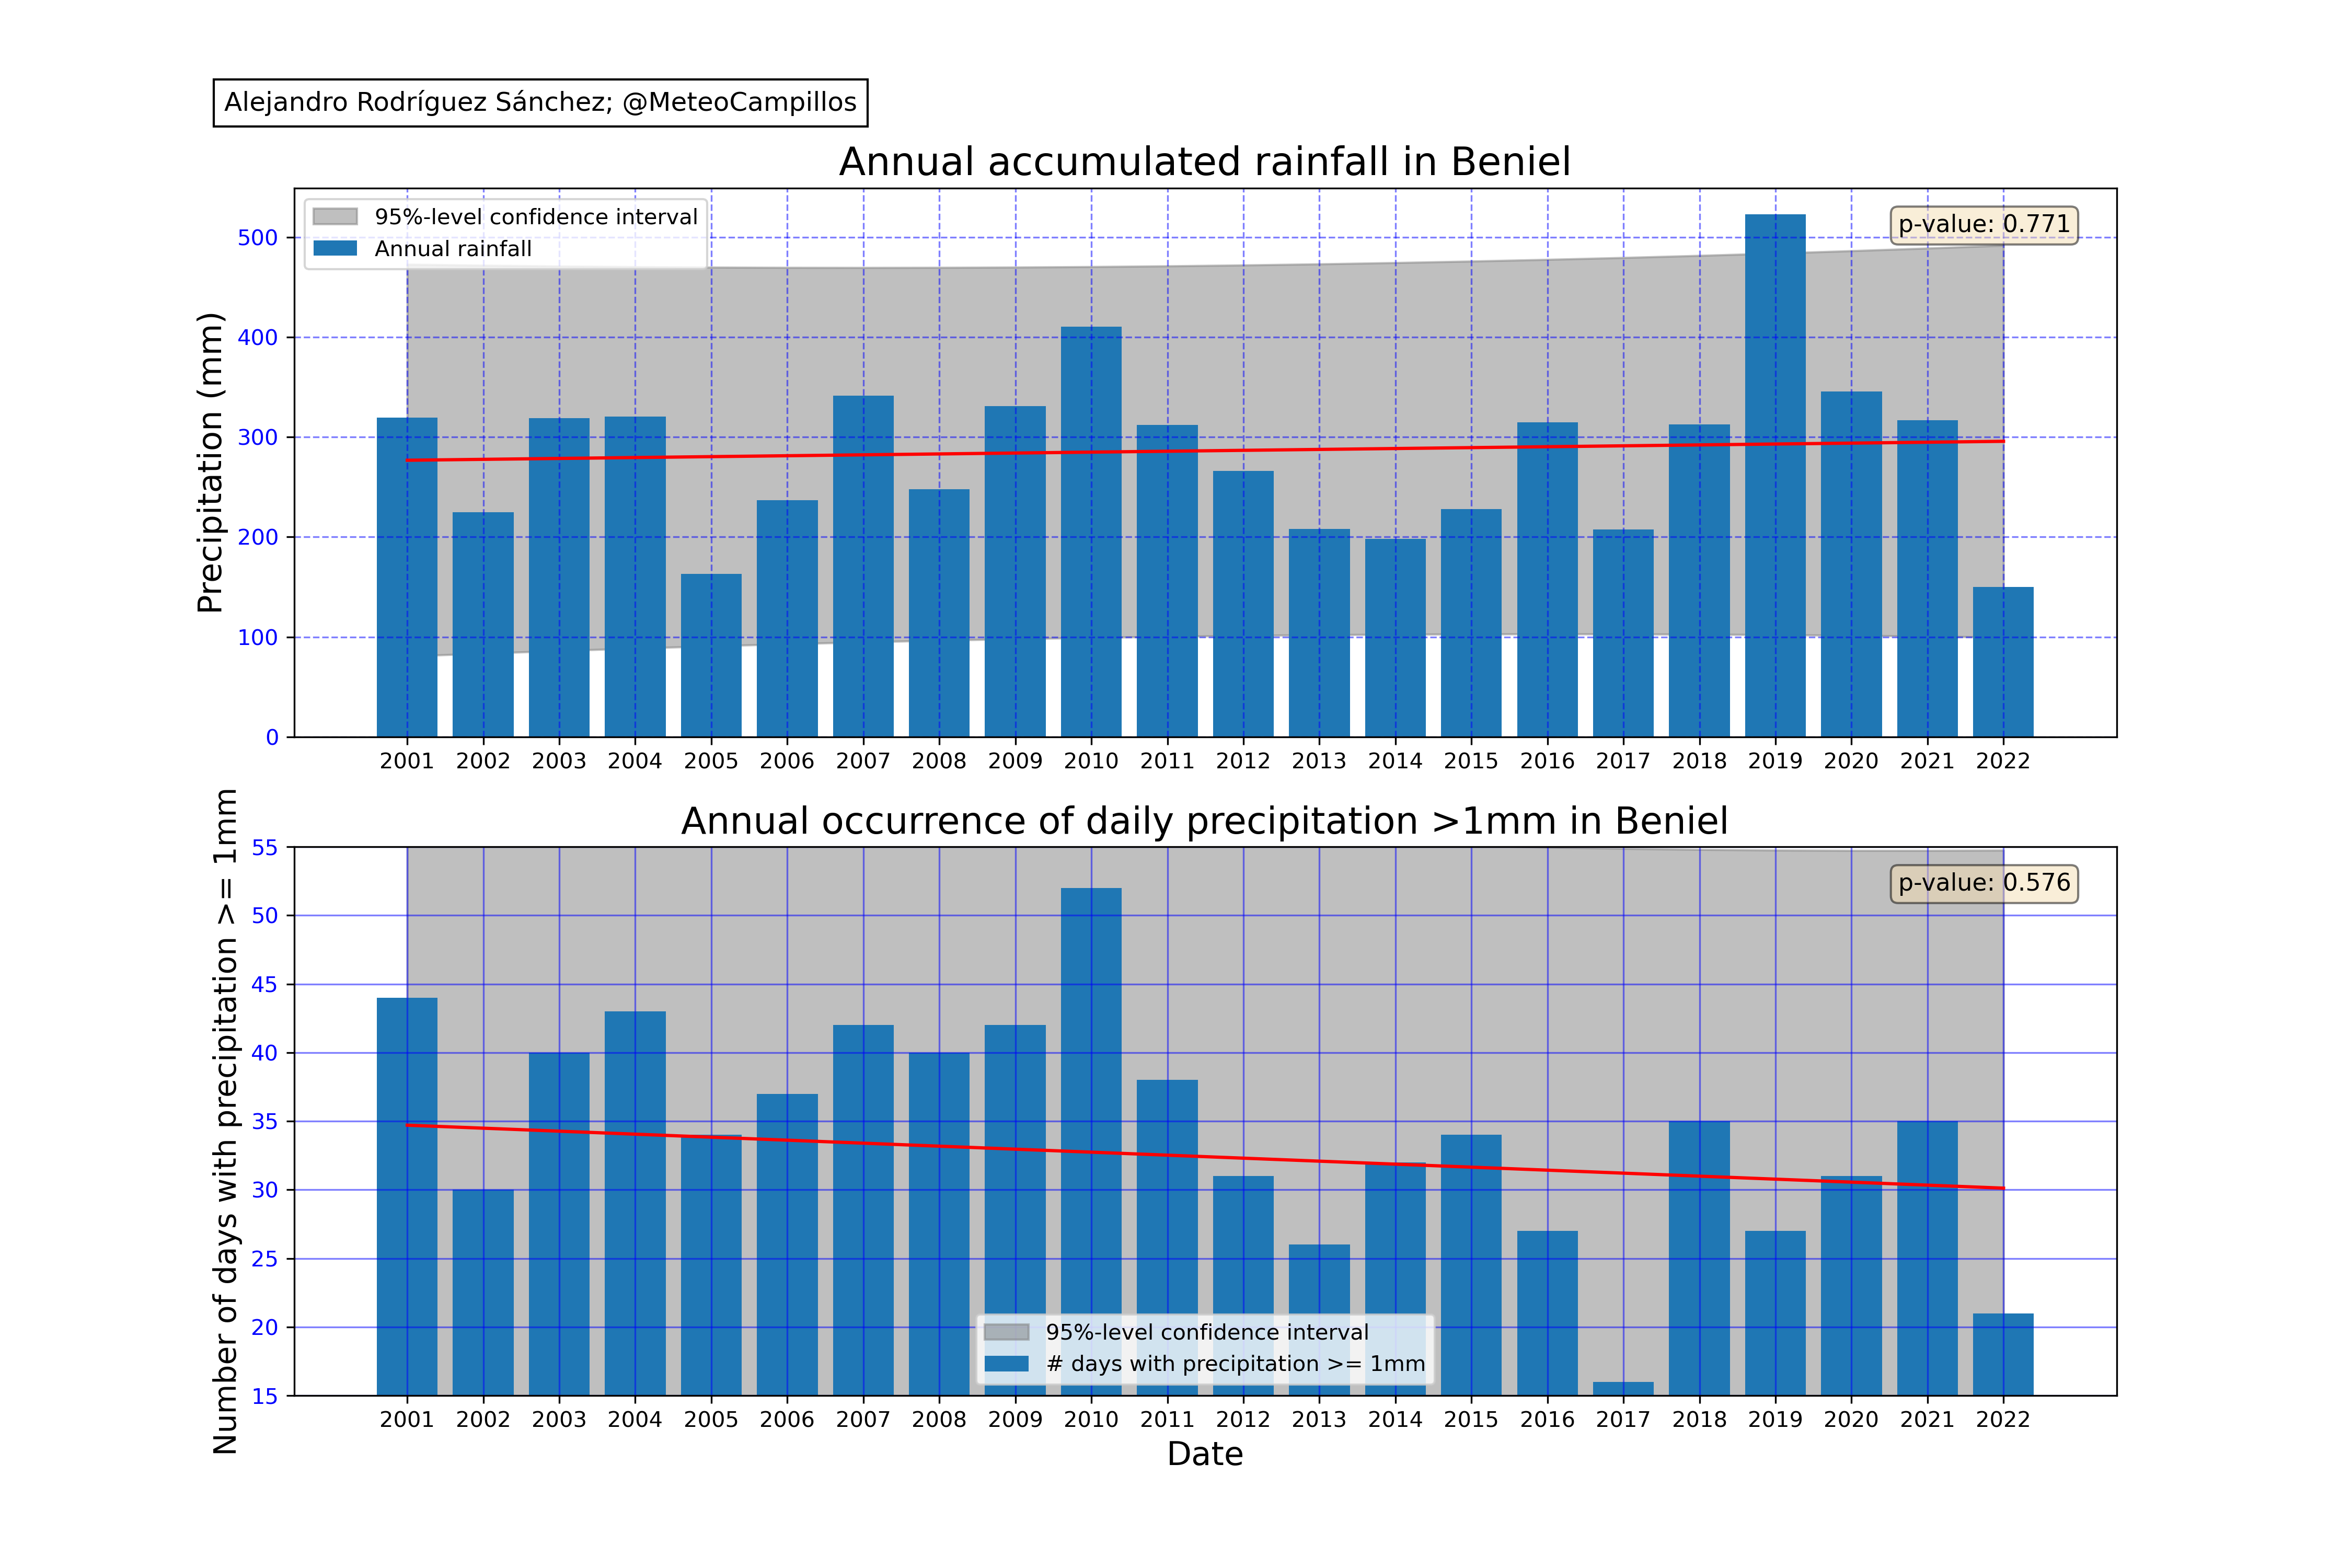 Alejandro Rodríguez Sánchez; @MeteoCampillos
Annual accumulated rainfall in Beniel
95%-level confidence interval
Annual rainfall
p-value: 0.771
Precipitation (mm)
500
400
300
200
100
0
2001 2002 2003 2004 2005 2006 2007 2008 2009 2010 2011 2012 2013 2014 2015 2016 2017 2018 2019 2020 2021 2022
Annual occurrence of daily precipitation >1mm in Beniel
p-value: 0.576
Number of days with precipitation >= 1mm
55
50
45
40
35
30
25
20
15
95%-level confidence interval
# days with precipitation >= 1mm
2001 2002 2003 2004 2005 2006 2007 2008 2009 2010 2011 2012 2013 2014 2015 2016 2017 2018 2019 2020 2021 2022
Date